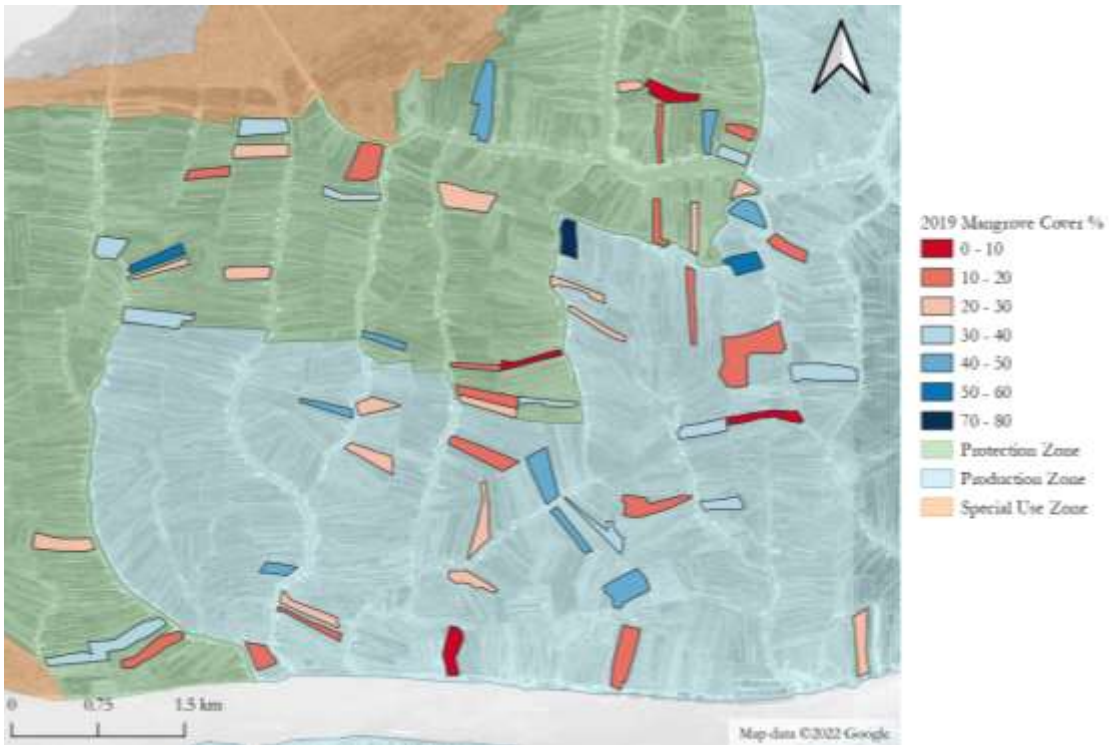 2019 Mangrove Cover %
0 - 10
10 - 20
20 - 30
30 - 40
40 - 50
50 - 60
70 - 80
Protection Zone
Production Zone
Special Use Zone
0 0.75 1.5 km
Map data ©2022 Google